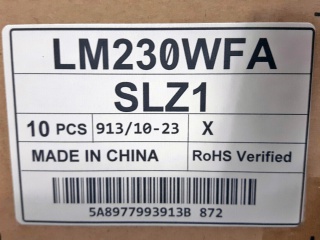 LM230WFA
SLZ1
10 PCS 913/10-23 X
MADE IN CHINA RoHS Verified
5A8977993913B 872